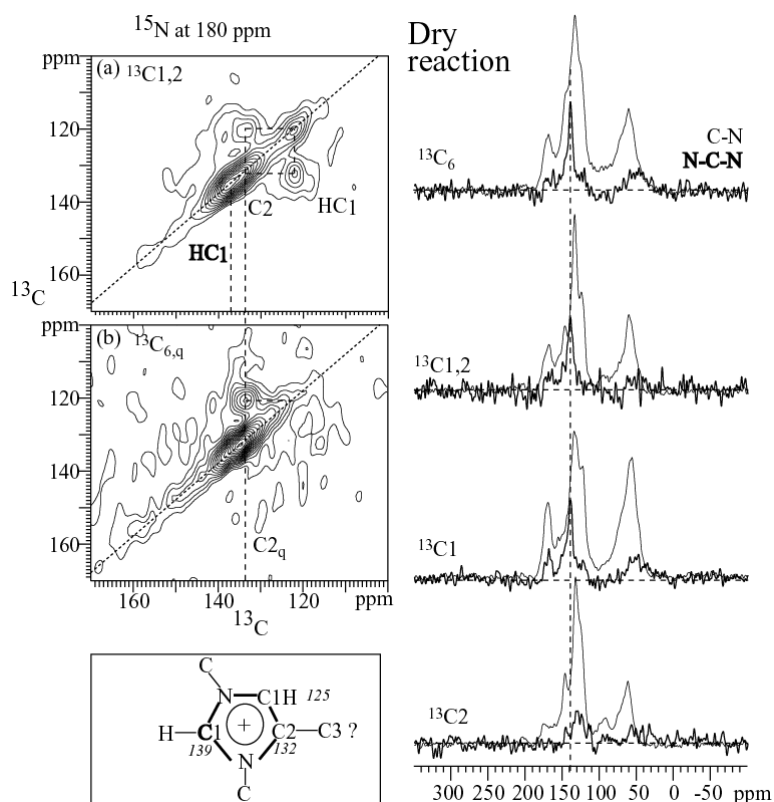 ¹⁵N at 180 ppm
ppm
(a) ¹³C1,2
120
140
160
C2
HC1
HC1
¹³C
ppm
(b) ¹³C₆,q
120
140
160
C2q
160 140 120 ppm
¹³C
C
N C1H 125
H C1 + C2 C3 ?
139 132
N
C
Dry
reaction
C-N
N-C-N
¹³C₆
¹³C1,2
¹³C1
¹³C2
300 250 200 150 100 50 0 -50 ppm